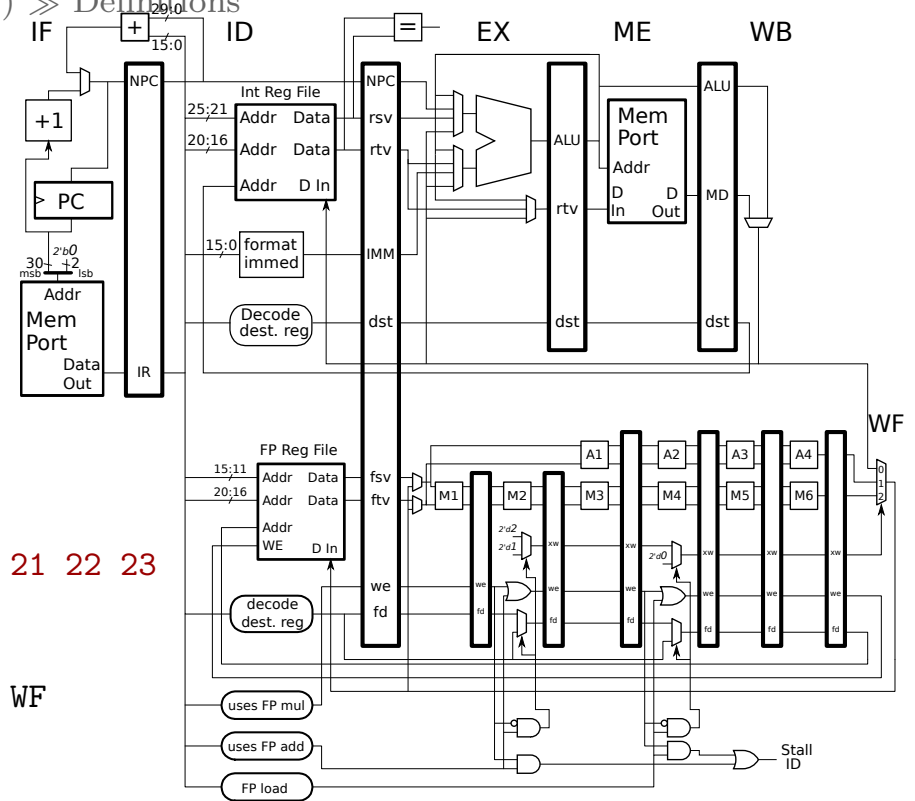 ) ≫ Definitions
IF
ID
EX
ME
WB
29:0
15:0
+
=
+1
PC
30
2'b0
2
msb
lsb
Addr
Mem
Port
Data
Out
NPC
IR
25:21
20:16
Int Reg File
Addr Data
Addr Data
Addr D In
15:0
format
immed
Decode
dest. reg
NPC
rsv
rtv
IMM
dst
ALU
rtv
dst
Mem
Port
Addr
D
In
D
Out
ALU
MD
dst
WF
15:11
20:16
FP Reg File
Addr Data
Addr Data
Addr
WE
D In
fsv
ftv
we
fd
M1
M2
A1
M3
A2
M4
A3
M5
A4
M6
0
1
2
2'd2
2'd1
2'd0
xw
xw
xw
xw
xw
we
we
we
we
we
we
fd
fd
fd
fd
fd
fd
21 22 23
decode
dest. reg
WF
uses FP mul
uses FP add
FP load
Stall
ID